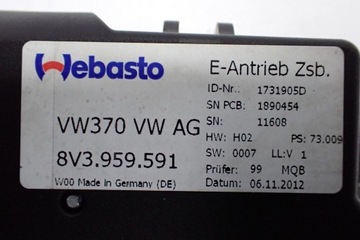 Webasto
E-Antrieb Zsb.
ID-Nr.: 1731905D
SN PCB: 1890454
SN: 11608
VW370 VW AG
HW: H02 PS: 73.009
8V3.959.591
SW: 0007 LL:V 1
Prüfer: 99 MQB
W00 Made in Germany (DE)
Datum: 06.11.2012